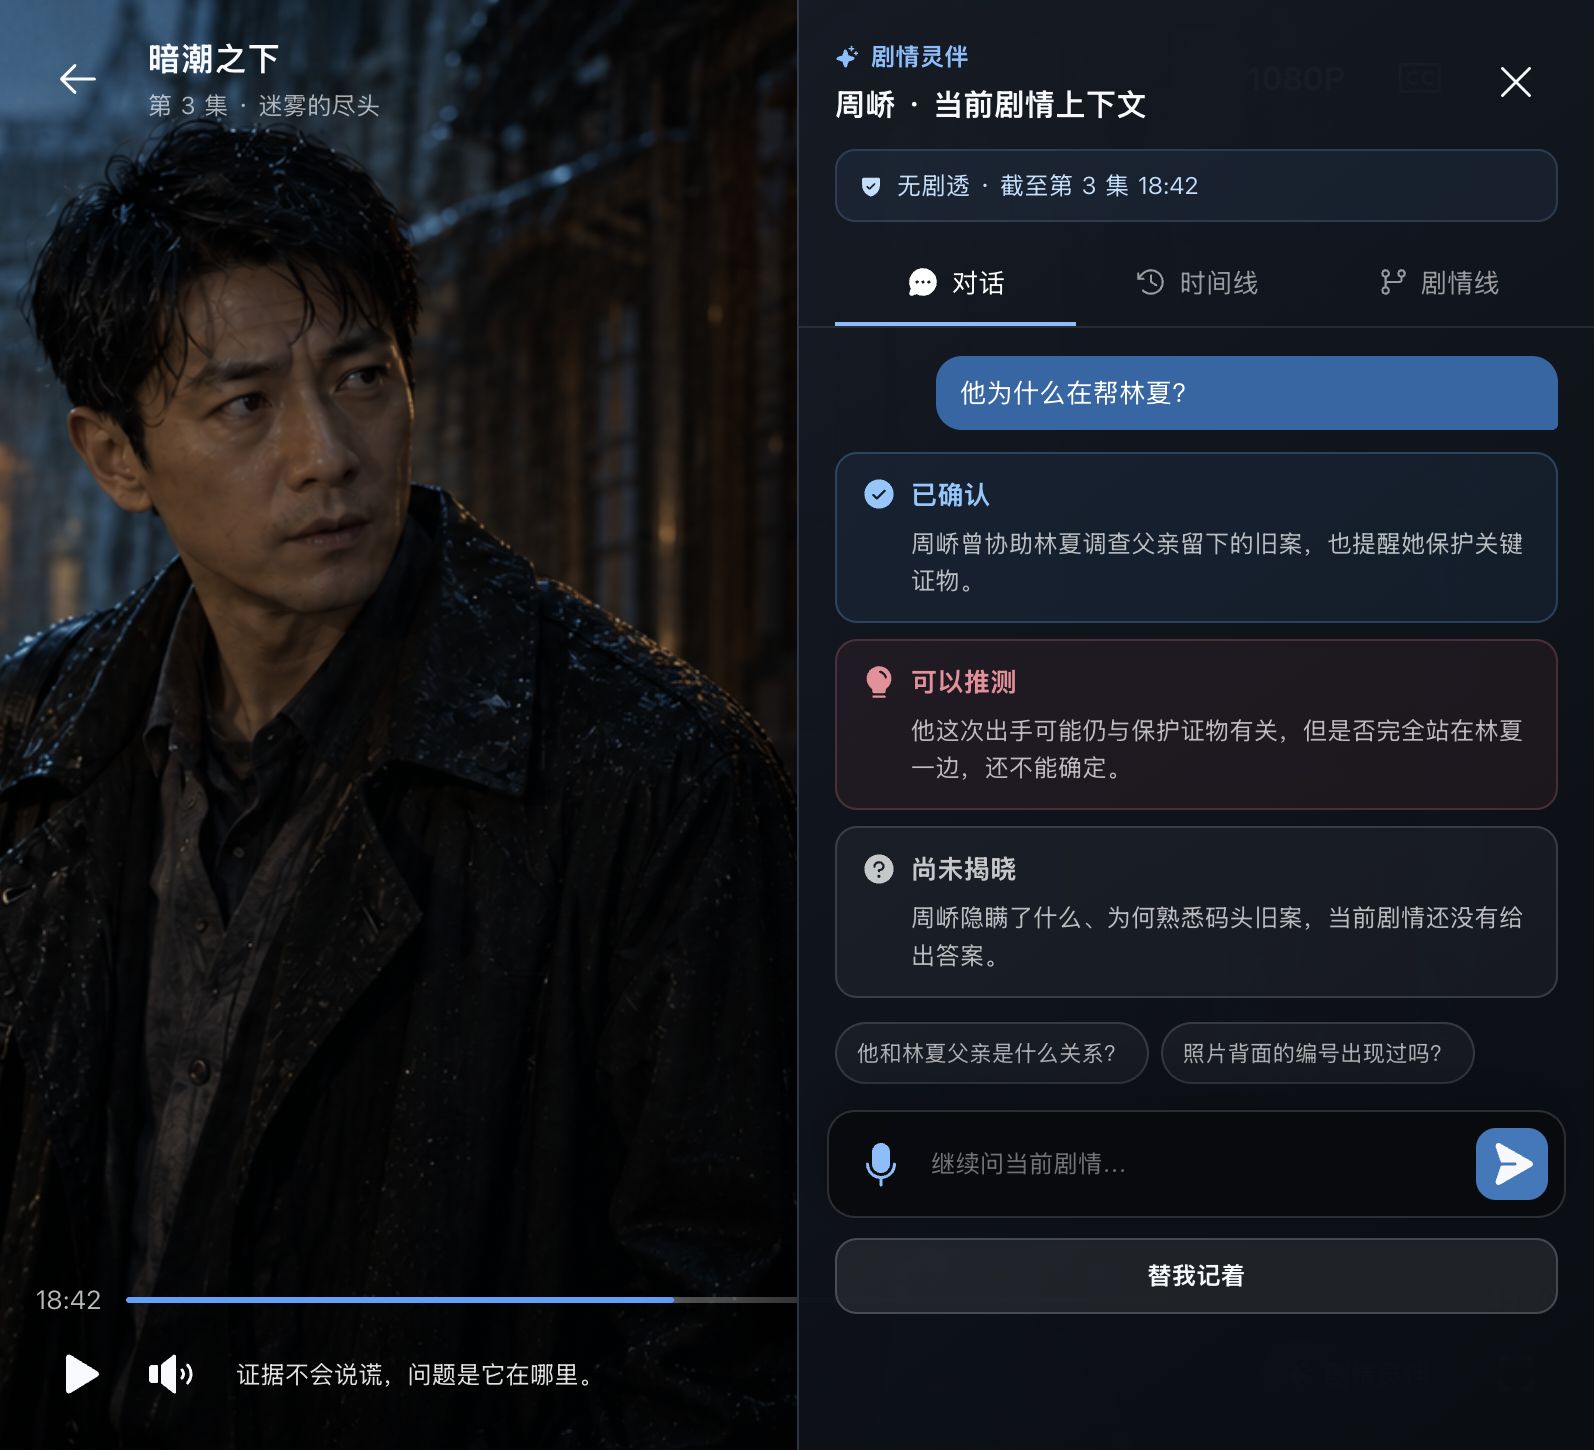 暗潮之下
第 3 集 · 迷雾的尽头
剧情灵伴
1080P
CC
周峤 · 当前剧情上下文
无剧透 · 截至第 3 集 18:42
对话
时间线
剧情线
他为什么在帮林夏?
已确认
周峤曾协助林夏调查父亲留下的旧案，也提醒她保护关键
证物。
可以推测
他这次出手可能仍与保护证物有关，但是否完全站在林夏
一边，还不能确定。
尚未揭晓
周峤隐瞒了什么、为何熟悉码头旧案，当前剧情还没有给
出答案。
他和林夏父亲是什么关系?
照片背面的编号出现过吗?
继续问当前剧情...
替我记着
18:42
证据不会说谎，问题是它在哪里。
剧情灵伴